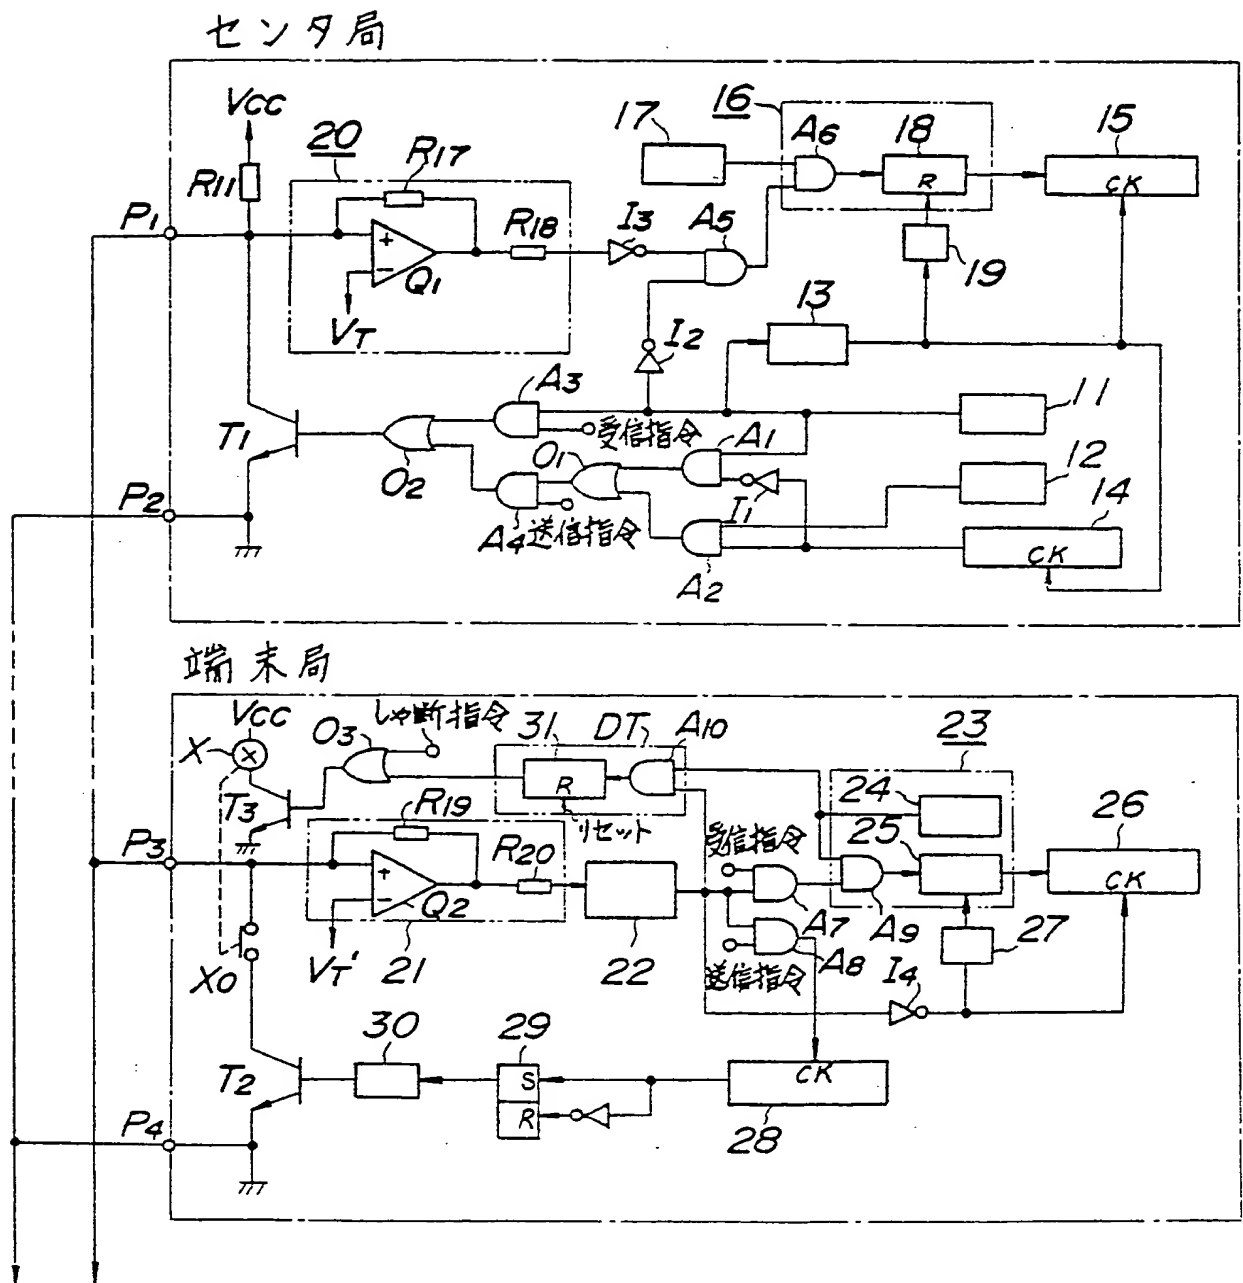 センタ局
VCC
R11
P1
20
R17
R18
+
-
Q1
VT
I3
A5
17
16
A6
18
R
15
CK
19
13
I2
A3
受信指令
11
T1
O2
O1
A1
I1
12
A4
送信指令
A2
14
CK
P2
端末局
VCC
X
O3
しゃ断指令
31
DT
A10
R
リセット
T3
R19
R20
P3
+
-
Q2
VT'
21
22
受信指令
A7
A8
送信指令
23
24
25
A9
26
CK
27
I4
X0
30
29
S
R
CK
28
T2
P4